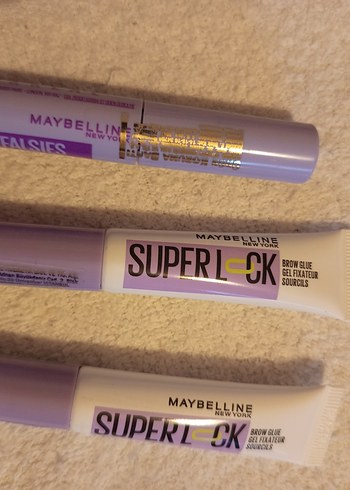 MAYBELLINE
NEW YORK
FALSIES
MAYBELLINE
NEW YORK
SUPER LOCK
BROW GLUE
GEL FIXATEUR
SOURCILS
MAYBELLINE
NEW YORK
SUPER LOCK
BROW GLUE
GEL FIXATEUR
SOURCILS